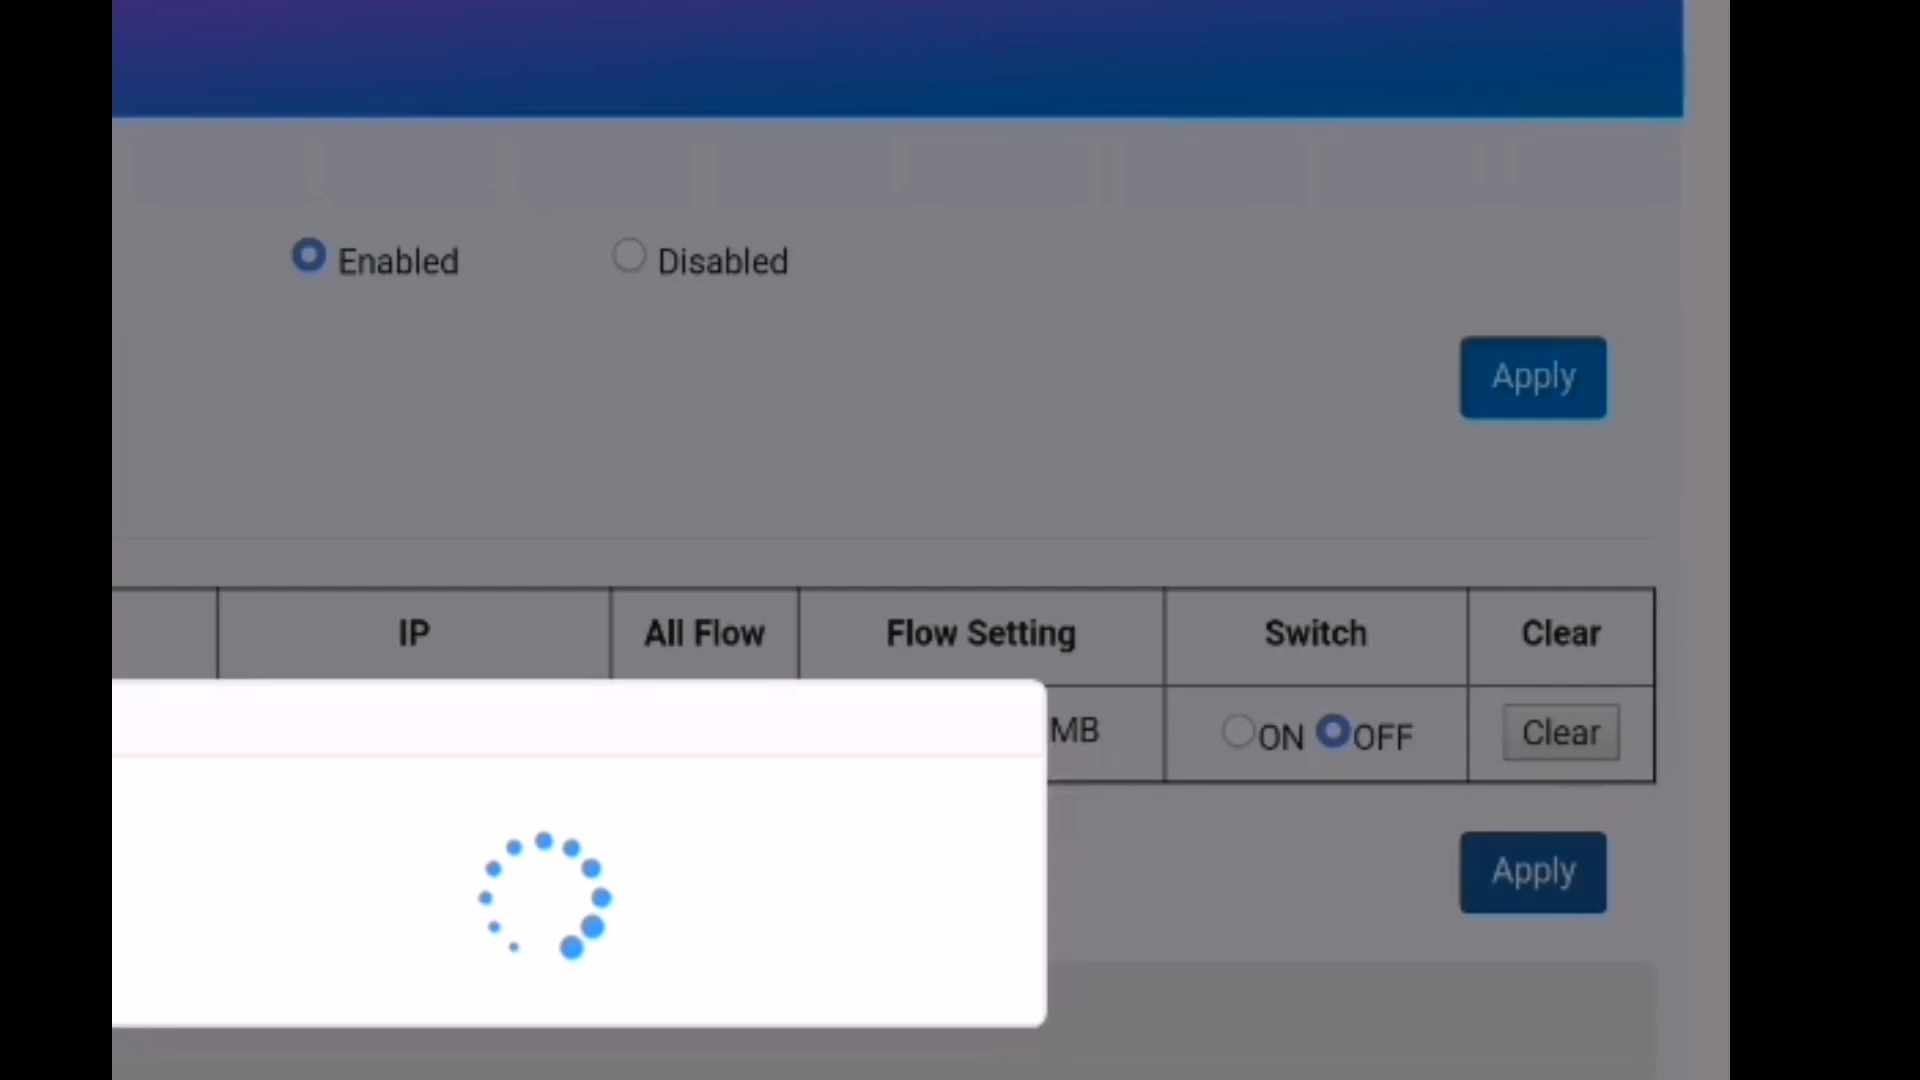 Enabled Disabled
Apply
IP All Flow Flow Setting Switch Clear
MB ON OFF Clear
Apply